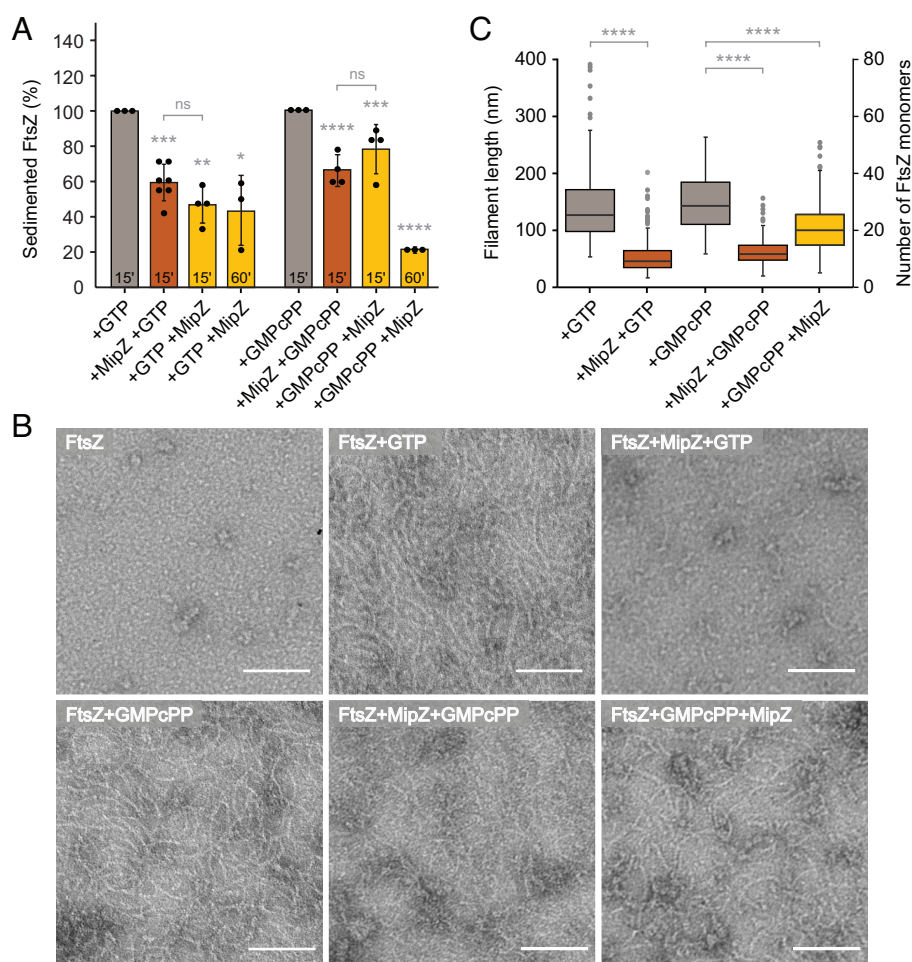 A
Sedimented FtsZ (%)
140
120
100
80
60
40
20
0
ns
ns
***
**
*
****
***
****
15'
15'
15'
60'
15'
15'
15'
60'
+GTP
+MipZ +GTP
+GTP +MipZ
+GTP +MipZ
+GMPcPP
+MipZ +GMPcPP
+GMPcPP +MipZ
+GMPcPP +MipZ
C
****
****
****
Filament length (nm)
400
300
200
100
0
80
60
40
20
0
Number of FtsZ monomers
+GTP
+MipZ +GTP
+GMPcPP
+MipZ +GMPcPP
+GMPcPP +MipZ
B
FtsZ
FtsZ+GTP
FtsZ+MipZ+GTP
FtsZ+GMPcPP
FtsZ+MipZ+GMPcPP
FtsZ+GMPcPP+MipZ